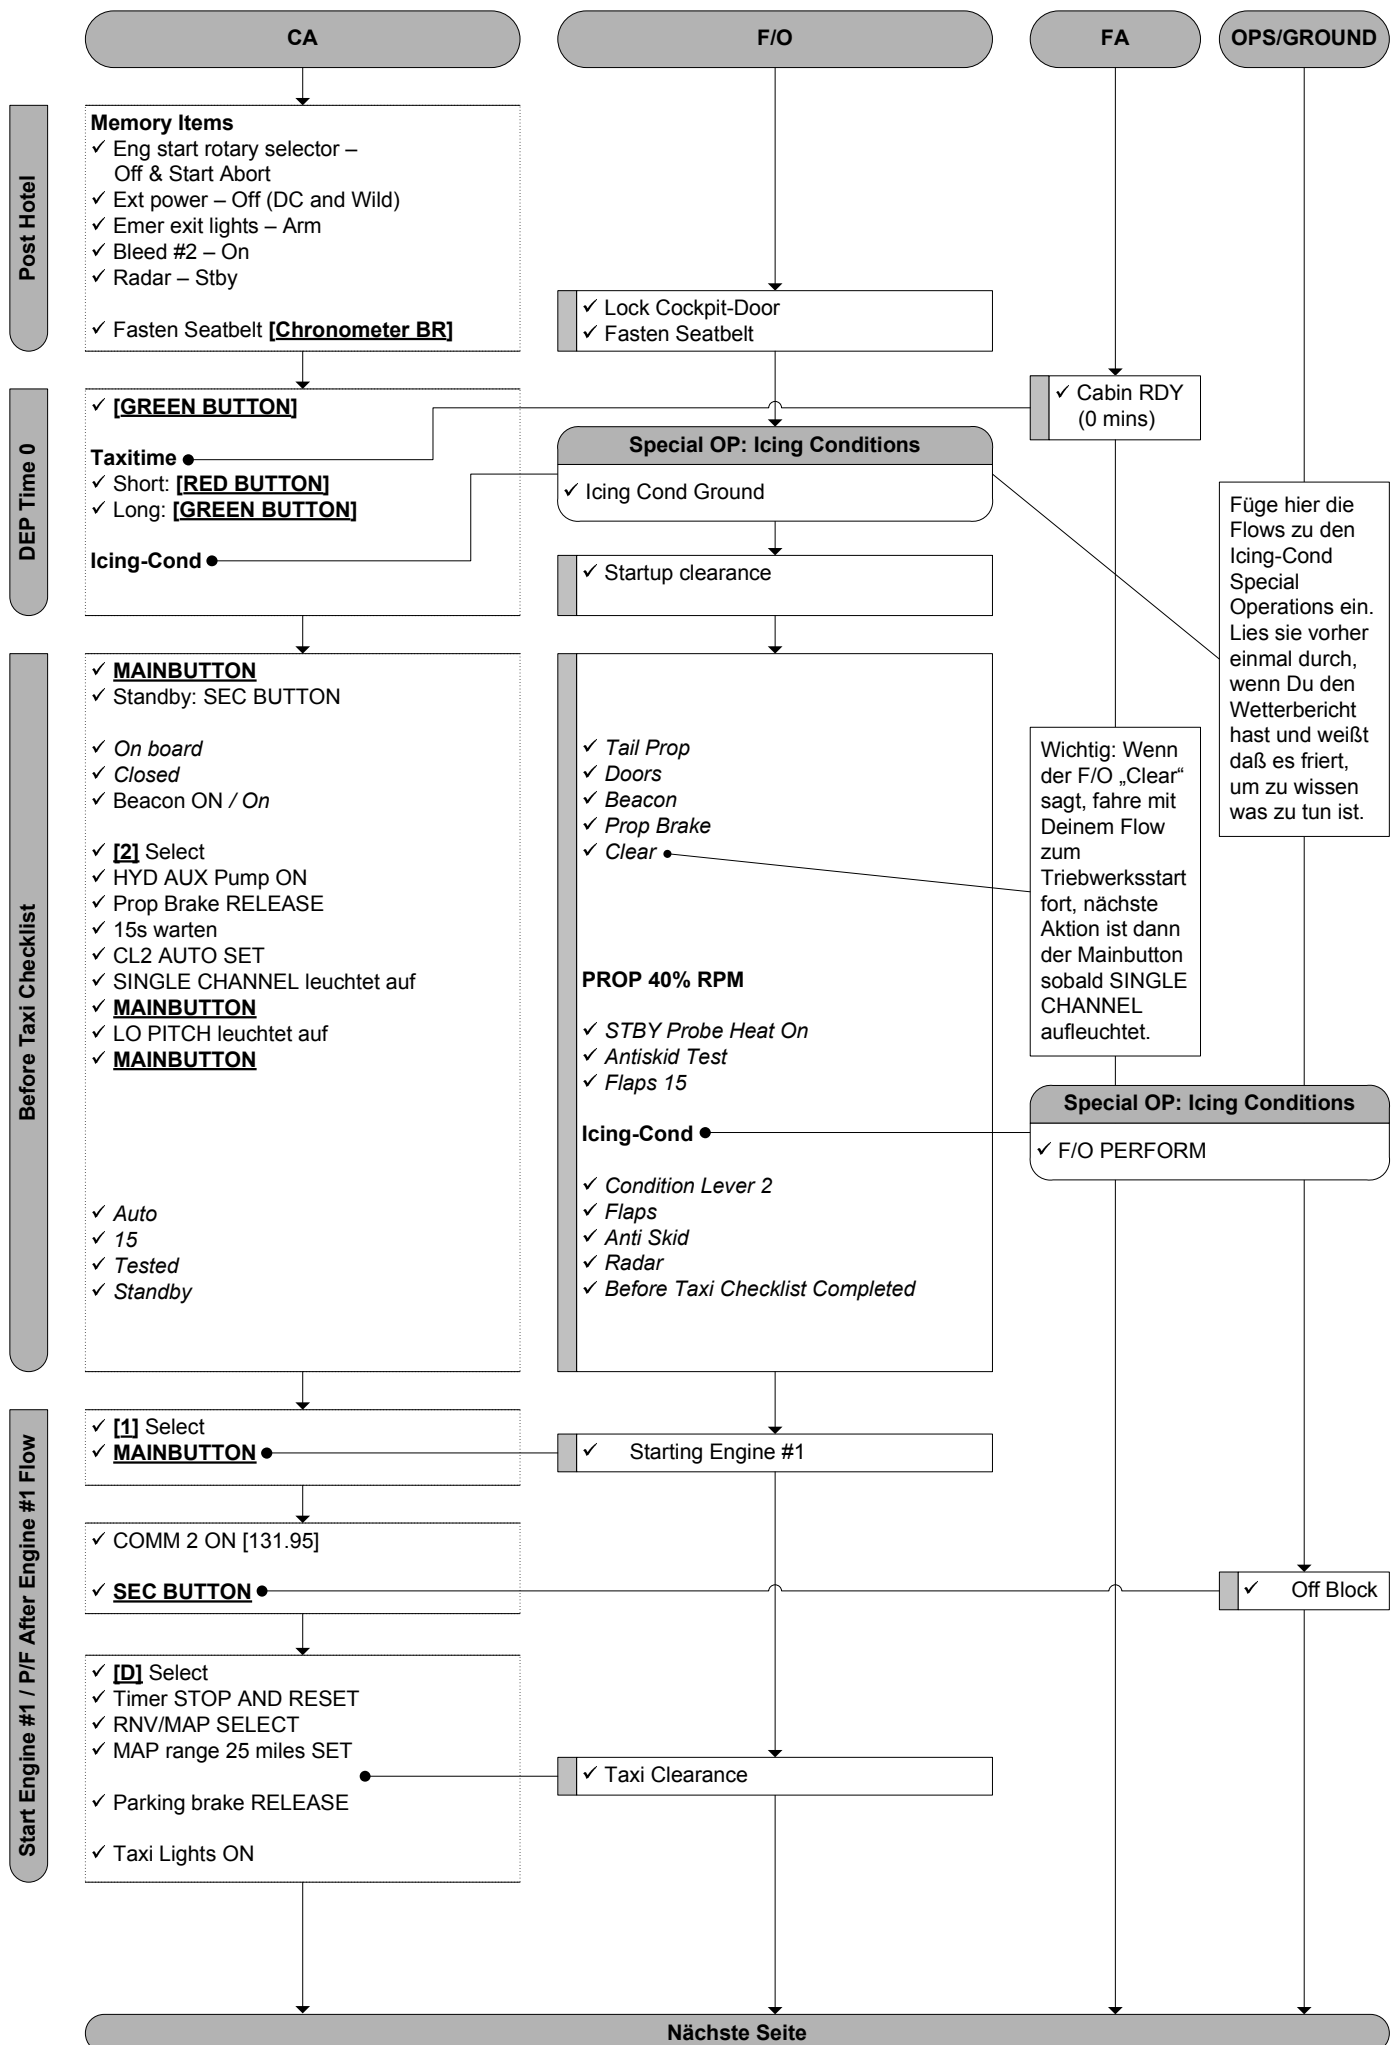 CA
F/O
FA
OPS/GROUND
Post Hotel
Memory Items
✓ Eng start rotary selector –
Off & Start Abort
✓ Ext power – Off (DC and Wild)
✓ Emer exit lights – Arm
✓ Bleed #2 – On
✓ Radar – Stby
✓ Fasten Seatbelt [Chronometer BR]
✓ Lock Cockpit-Door
✓ Fasten Seatbelt
DEP Time 0
✓ [GREEN BUTTON]
Taxitime
✓ Short: [RED BUTTON]
✓ Long: [GREEN BUTTON]
Icing-Cond
Special OP: Icing Conditions
✓ Icing Cond Ground
✓ Startup clearance
✓ Cabin RDY
(0 mins)
Füge hier die
Flows zu den
Icing-Cond
Special
Operations ein.
Lies sie vorher
einmal durch,
wenn Du den
Wetterbericht
hast und weißt
daß es friert,
um zu wissen
was zu tun ist.
Before Taxi Checklist
✓ MAINBUTTON
✓ Standby: SEC BUTTON
✓ On board
✓ Closed
✓ Beacon ON / On
✓ [2] Select
✓ HYD AUX Pump ON
✓ Prop Brake RELEASE
✓ 15s warten
✓ CL2 AUTO SET
✓ SINGLE CHANNEL leuchtet auf
✓ MAINBUTTON
✓ LO PITCH leuchtet auf
✓ MAINBUTTON
✓ Auto
✓ 15
✓ Tested
✓ Standby
✓ Tail Prop
✓ Doors
✓ Beacon
✓ Prop Brake
✓ Clear
PROP 40% RPM
✓ STBY Probe Heat On
✓ Antiskid Test
✓ Flaps 15
Icing-Cond
✓ Condition Lever 2
✓ Flaps
✓ Anti Skid
✓ Radar
✓ Before Taxi Checklist Completed
Wichtig: Wenn
der F/O „Clear“
sagt, fahre mit
Deinem Flow
zum
Triebwerksstart
fort, nächste
Aktion ist dann
der Mainbutton
sobald SINGLE
CHANNEL
aufleuchtet.
Special OP: Icing Conditions
✓ F/O PERFORM
Start Engine #1 / P/F After Engine #1 Flow
✓ [1] Select
✓ MAINBUTTON
✓ Starting Engine #1
✓ COMM 2 ON [131.95]
✓ SEC BUTTON
✓ Off Block
✓ [D] Select
✓ Timer STOP AND RESET
✓ RNV/MAP SELECT
✓ MAP range 25 miles SET
✓ Taxi Clearance
✓ Parking brake RELEASE
✓ Taxi Lights ON
Nächste Seite